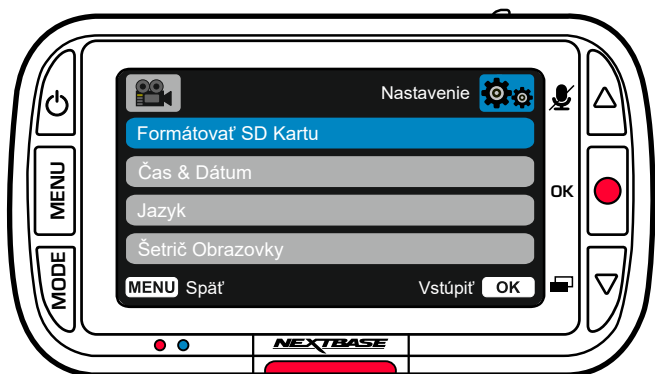 Nastavenie
Formátovať SD Kartu
Čas & Dátum
MENU
Jazyk
OK
Šetrič Obrazovky
MODE
MENU Späť
Vstúpiť OK
NEXTBASE